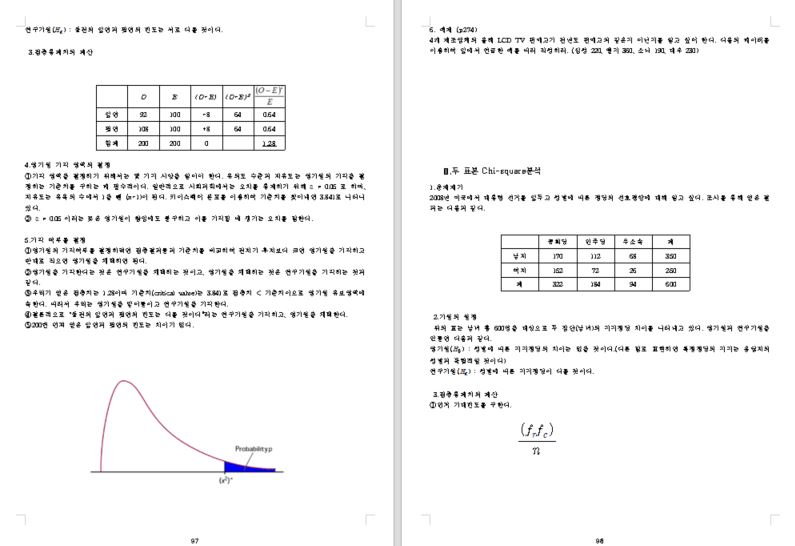 연구가설(H_E) : 동전의 앞면과 뒷면의 빈도는 서로 다를 것이다.
3.검증통계치의 계산
O E (O-E) (O-E)² (O-E)²/E
앞면 92 100 -8 64 0.64
뒷면 108 100 +8 64 0.64
합계 200 200 0 1.28
4.영가설 기각 영역의 결정
①기각 영역을 결정하기 위해서는 몇 가지 사항을 알아야 한다. 유의도 수준과 자유도는 영가설의 기각을 결
정하는 기준치를 구하는 데 필수적이다. 일반적으로 사회과학에서는 오차를 통제하기 위해 α = 0.05 로 하며,
지유도는 유목의 수에서 1을 뺀 (n-1)이 된다. 카이스퀘어 분포를 이용하여 기준치를 찾아내면 3.841로 나타나
있다.
② α = 0.05 이라는 것은 영가설이 참임에도 불구하고 이를 기각할 때 생기는 오차를 말한다.
5.기각 여부를 결정
①영가설의 기각여부를 결정하려면 검증결과를과 기준치를 비교하여 전자가 후자보다 크면 영가설을 기각하고
반대로 작으면 영가설을 채택하면 된다.
②영가설을 기각한다는 것은 연구가설을 채택하는 것이고, 영가설을 채택하는 것은 연구가설을 기각하는 것과
같다.
③우리가 얻은 검증치는 1.28이며 기준치(critical value)는 3.841로 검증치 < 기준치이므로 영가설 유보영역에
속한다. 따라서 우리는 영가설을 받아들이고 연구가설을 기각한다.
④결론적으로 "동전의 앞면과 뒷면의 빈도는 다를 것이다"라는 연구가설을 기각하고, 영가설을 채택한다.
⑤200번 던져 얻은 앞면과 뒷면의 빈도는 차이가 없다.
Probability p
(x²)*
97
6. 예제 (p274)
4개 제조업체의 올해 LCD TV 판매고가 전년도 판매고와 같은지 아닌지를 알고 싶어 한다. 다음의 데이터를
이용하여 앞에서 언급한 예를 따라 작성하라. (삼성 220, 엘지 360, 소니 190, 대우 230)
Ⅱ.두 표본 Chi-square분석
1.문제제기
2008년 미국에서 대통령 선거를 앞두고 성별에 따른 정당의 선호경향에 대해 알고 싶다. 조사를 통해 얻은 결
과는 다음과 같다.
공화당 민주당 무소속 계
남자 170 112 68 350
여자 152 72 26 250
계 322 184 94 600
2.가설의 설정
위의 표는 남녀 총 600명을 대상으로 두 집단(남녀)의 지지정당 차이를 나타내고 있다. 영가설과 연구가설을
만들면 다음과 같다.
영가설(H_0) : 성별에 따른 지지정당의 차이는 없을 것이다.(다른 말로 표현하면 특정정당의 지지는 응답자의
성별과 독립적일 것이다)
연구가설(H_E) : 성별에 따른 지지정당이 다를 것이다.
3.검증통계치의 계산
①먼저 기대빈도를 구한다.
(f_r f_c)
n
98